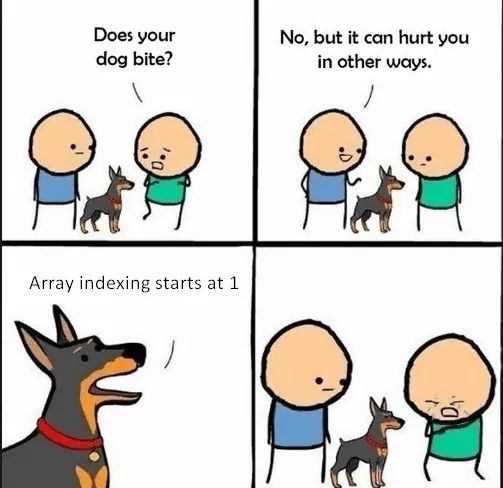 Does your
dog bite?
No, but it can hurt you
in other ways.
Array indexing starts at 1